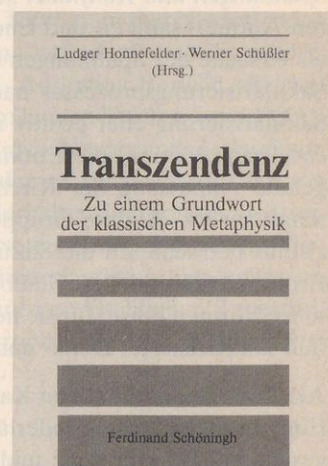 Ludger Honnefelder · Werner Schüßler
(Hrsg.)
Transzendenz
Zu einem Grundwort
der klassischen Metaphysik
Ferdinand Schöningh